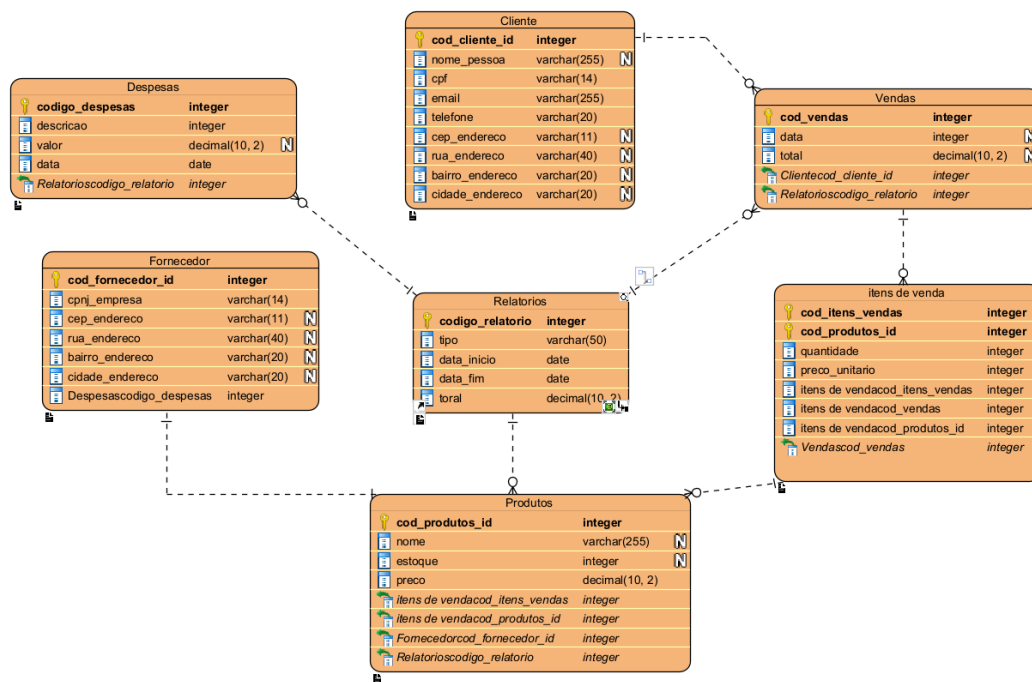 Cliente
cod_cliente_id integer
nome_pessoa varchar(255) N
cpf varchar(14)
email varchar(255)
telefone varchar(20)
cep_endereco varchar(11) N
rua_endereco varchar(40) N
bairro_endereco varchar(20) N
cidade_endereco varchar(20) N
Despesas
codigo_despesas integer
descricao integer
valor decimal(10, 2) N
data date
Relatorioscodigo_relatorio integer
Vendas
cod_vendas integer
data integer N
total decimal(10, 2) N
Clientecod_cliente_id integer
Relatorioscodigo_relatorio integer
Fornecedor
cod_fornecedor_id integer
cpnj_empresa varchar(14)
cep_endereco varchar(11) N
rua_endereco varchar(40) N
bairro_endereco varchar(20) N
cidade_endereco varchar(20) N
Despesascodigo_despesas integer
Relatorios
codigo_relatorio integer
tipo varchar(50)
data_inicio date
data_fim date
toral decimal(10, 2)
itens de venda
cod_itens_vendas integer
cod_produtos_id integer
quantidade integer
preco_unitario integer
itens de vendacod_itens_vendas integer
itens de vendacod_vendas integer
itens de vendacod_produtos_id integer
Vendascod_vendas integer
Produtos
cod_produtos_id integer
nome varchar(255) N
estoque integer N
preco decimal(10, 2)
itens de vendacod_itens_vendas integer
itens de vendacod_produtos_id integer
Fornecedorcod_fornecedor_id integer
Relatorioscodigo_relatorio integer